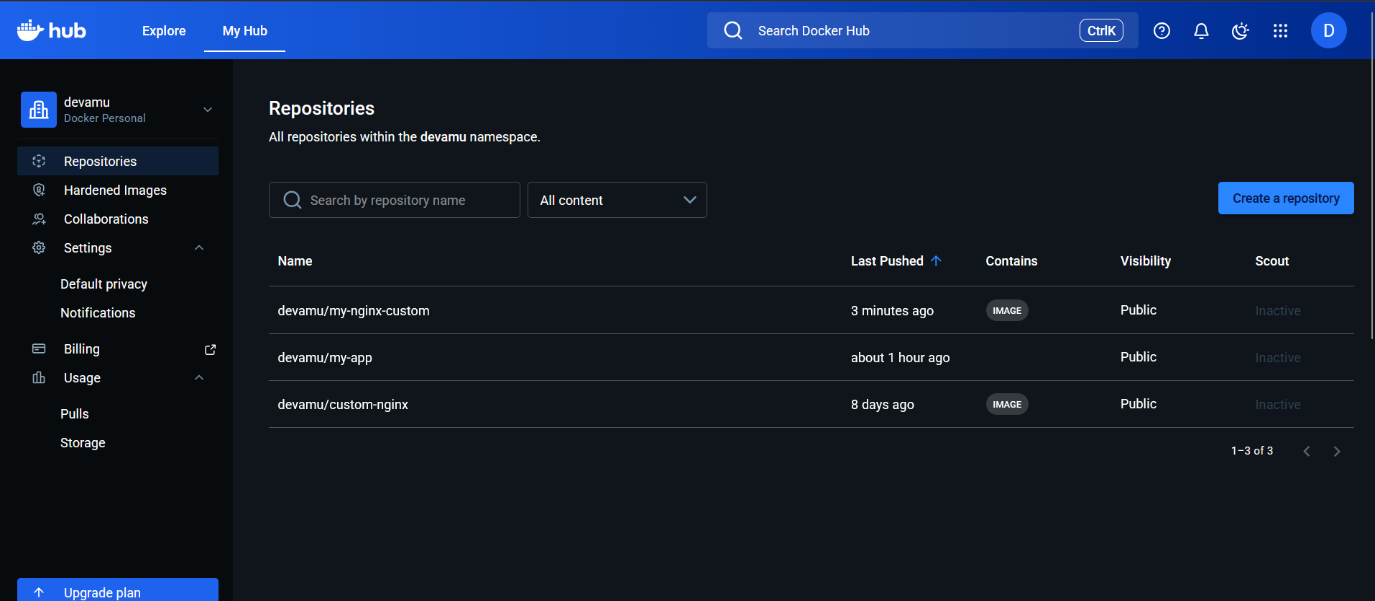 hub Explore My Hub Search Docker Hub CtrlK D
devamu
Docker Personal
Repositories
Hardened Images
Collaborations
Settings
Default privacy
Notifications
Billing
Usage
Pulls
Storage
Upgrade plan
Repositories
All repositories within the devamu namespace.
Search by repository name All content Create a repository
Name Last Pushed Contains Visibility Scout
devamu/my-nginx-custom 3 minutes ago IMAGE Public Inactive
devamu/my-app about 1 hour ago Public Inactive
devamu/custom-nginx 8 days ago IMAGE Public Inactive
1–3 of 3